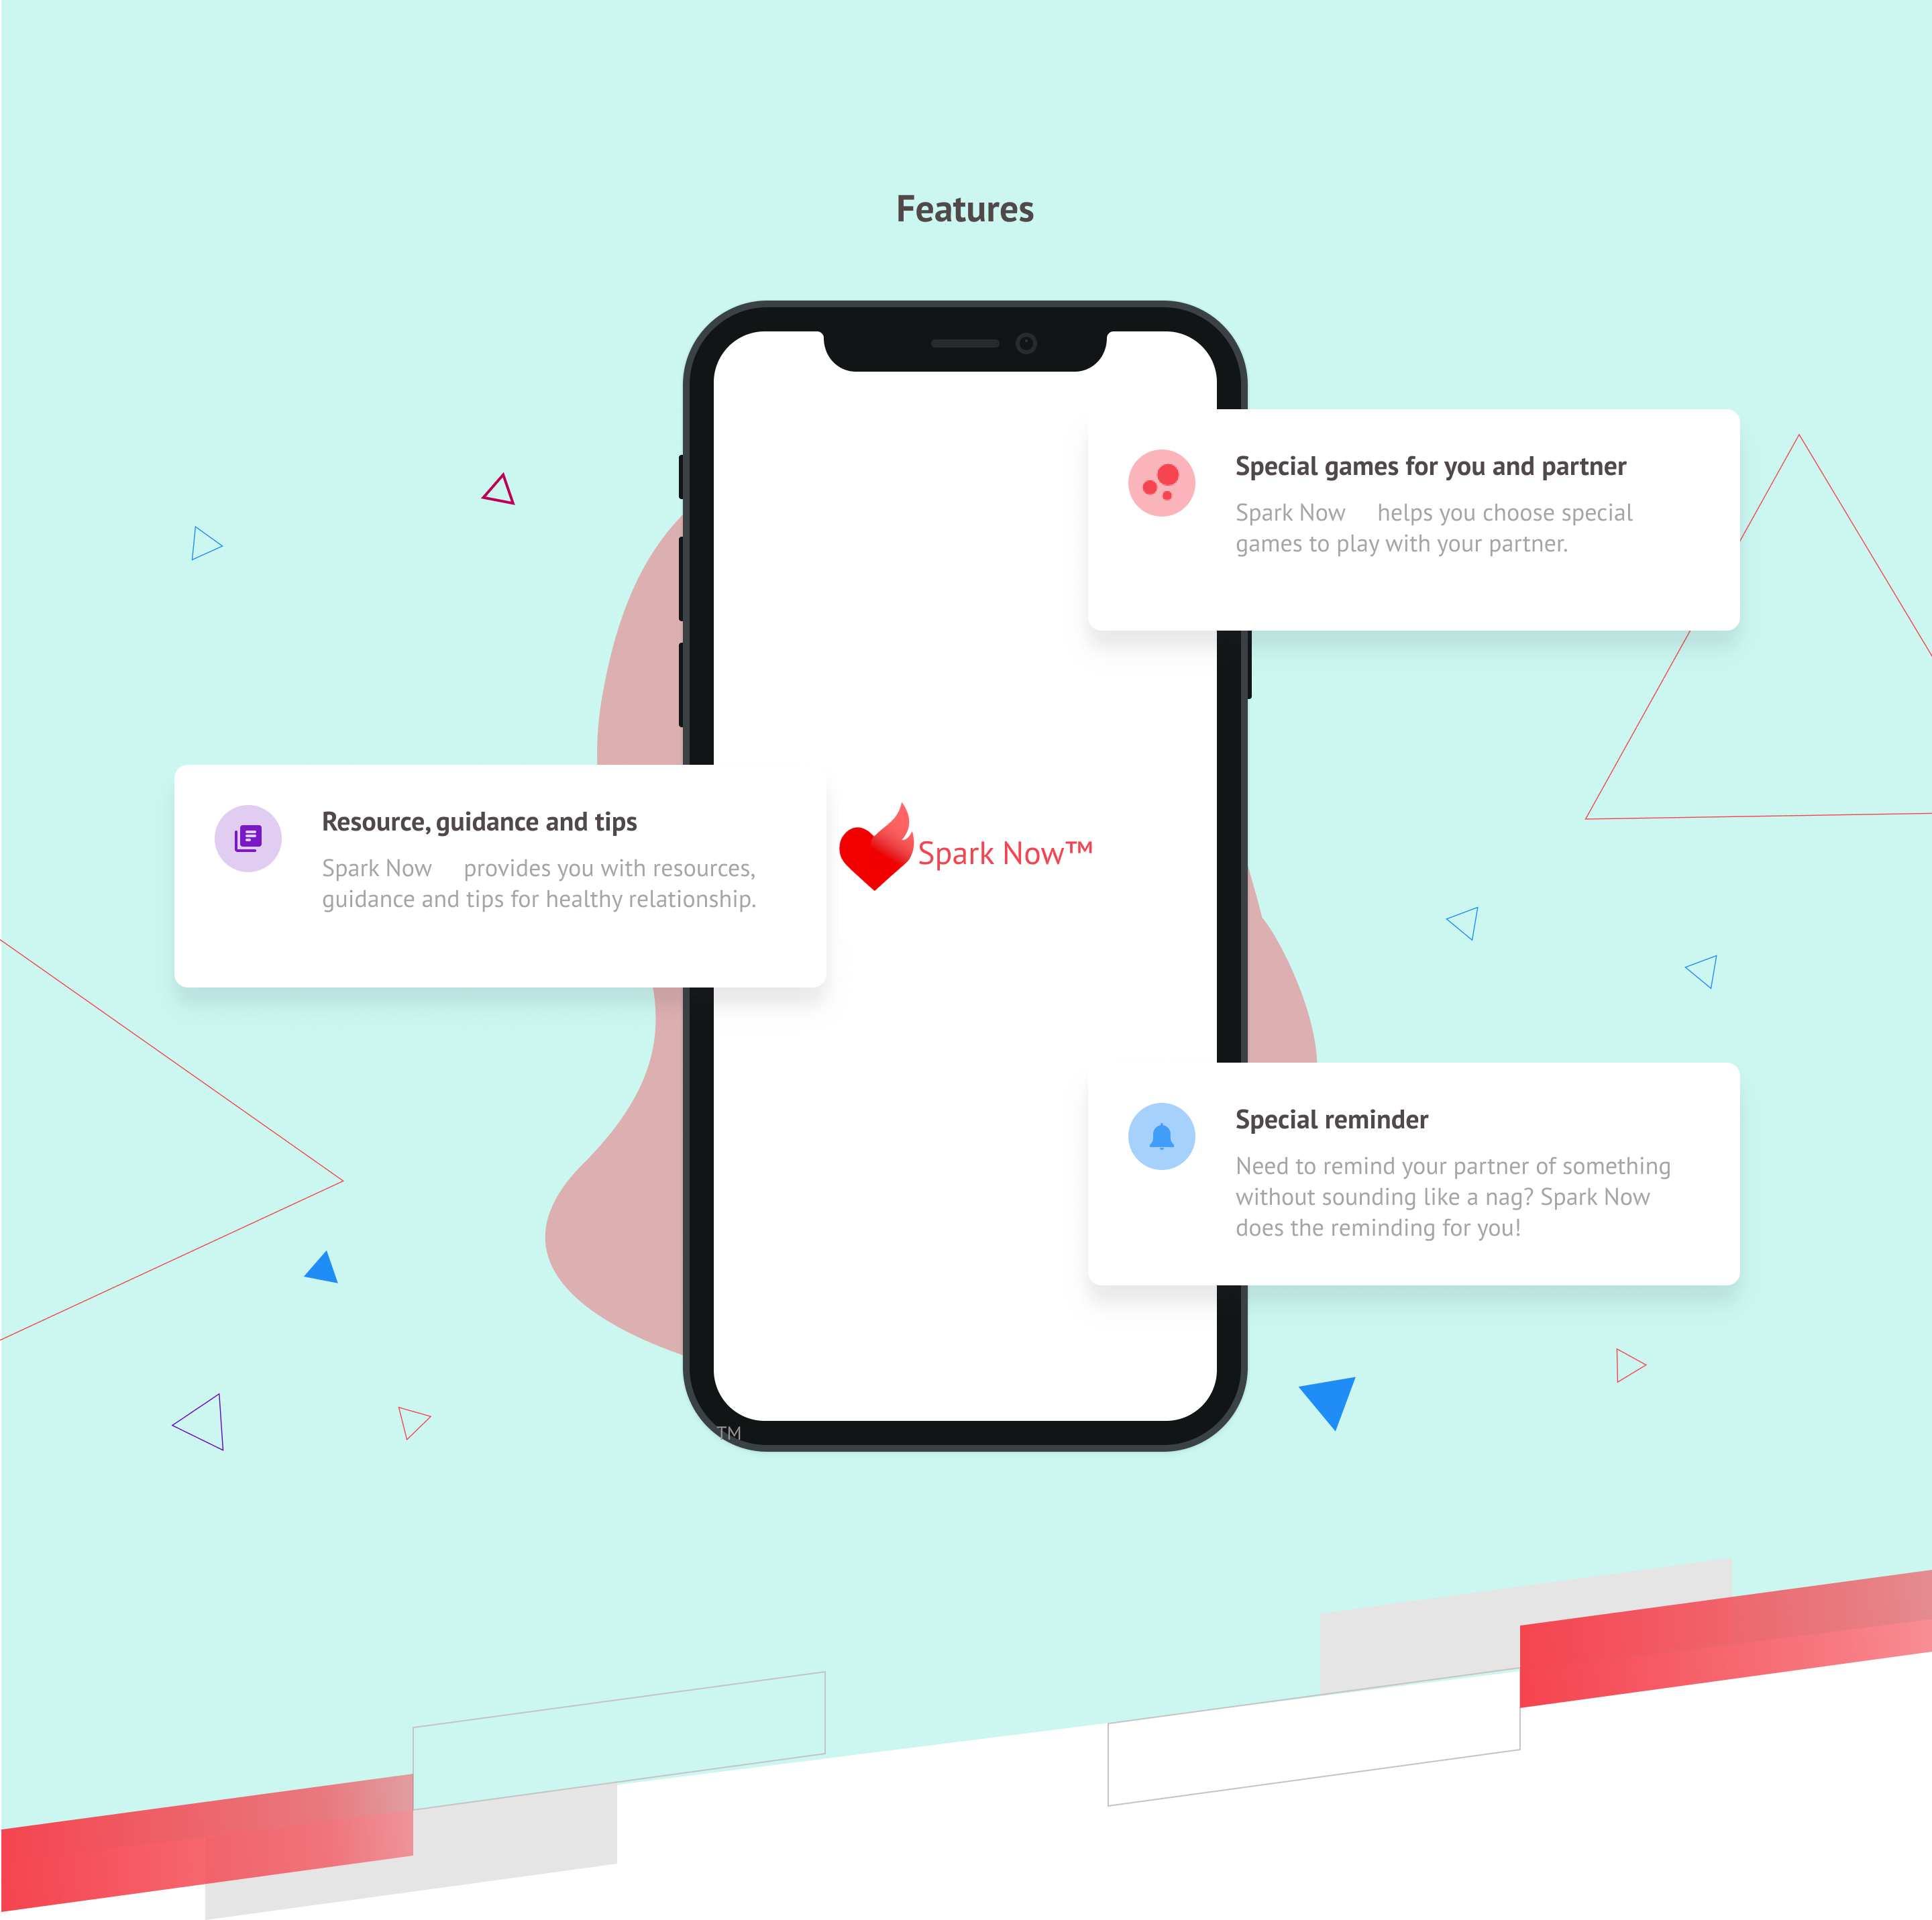 Features
Special games for you and partner
Spark Now helps you choose special
games to play with your partner.
Resource, guidance and tips
Spark Now provides you with resources,
guidance and tips for healthy relationship.
Spark Now™
Special reminder
Need to remind your partner of something
without sounding like a nag? Spark Now
does the reminding for you!
TM